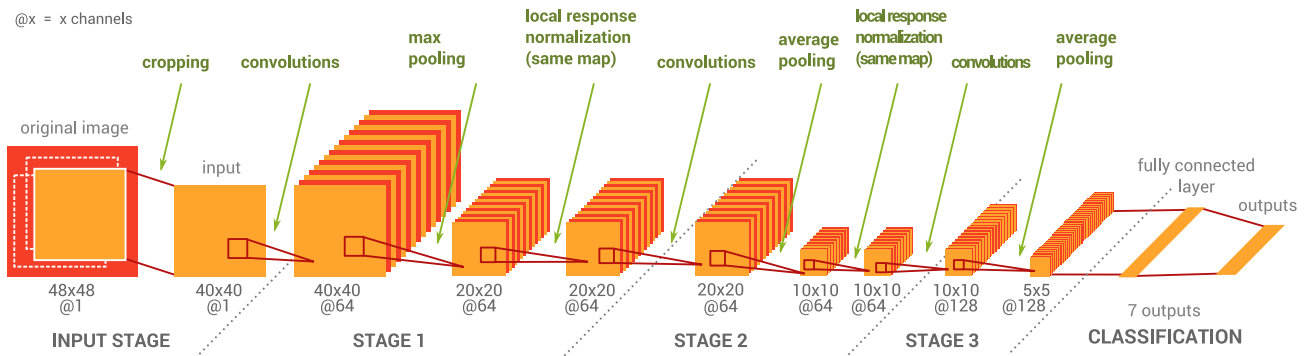 @x = x channels
cropping
convolutions
max
pooling
local response
normalization
(same map)
convolutions
average
pooling
local response
normalization
(same map)
convolutions
average
pooling
original image
input
fully connected
layer
outputs
48x48
@1
40x40
@1
40x40
@64
20x20
@64
20x20
@64
20x20
@64
10x10
@64
10x10
@64
10x10
@128
5x5
@128
7 outputs
INPUT STAGE
STAGE 1
STAGE 2
STAGE 3
CLASSIFICATION